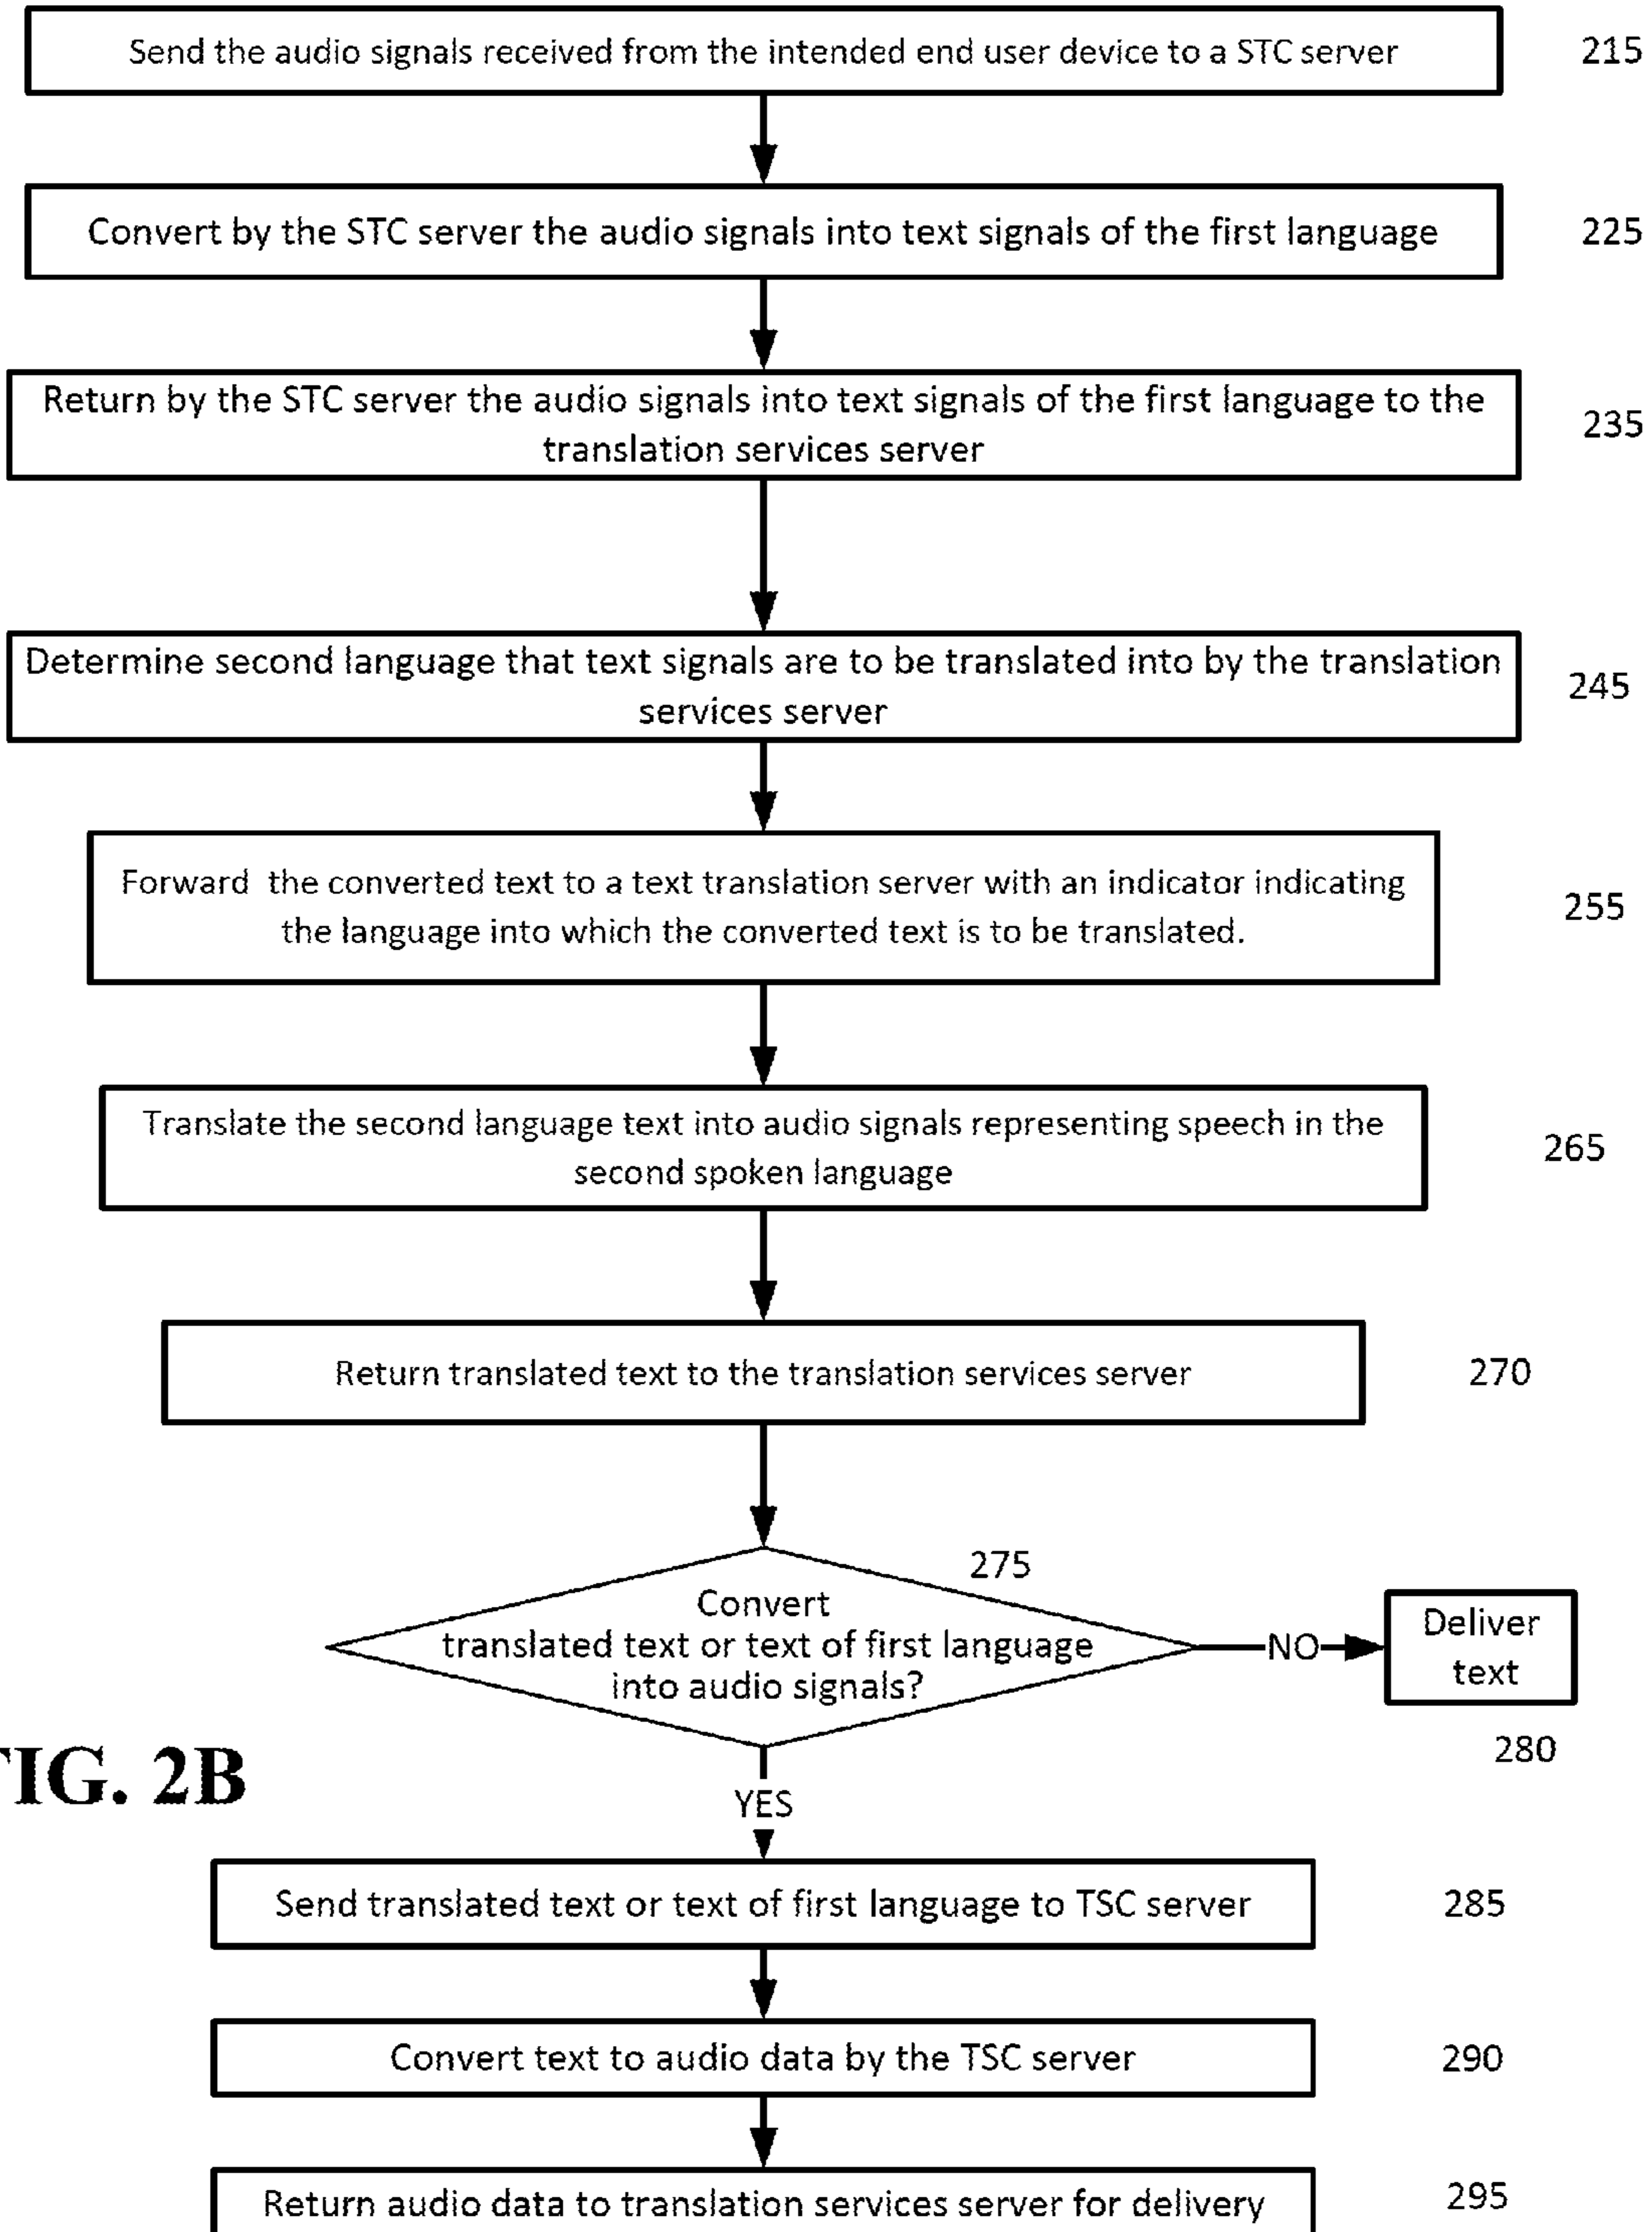 Send the audio signals received from the intended end user device to a STC server
215
Convert by the STC server the audio signals into text signals of the first language
225
Return by the STC server the audio signals into text signals of the first language to the
translation services server
235
Determine second language that text signals are to be translated into by the translation
services server
245
Forward the converted text to a text translation server with an indicator indicating
the language into which the converted text is to be translated.
255
Translate the second language text into audio signals representing speech in the
second spoken language
265
Return translated text to the translation services server
270
275
Convert
translated text or text of first language
into audio signals?
NO
Deliver
text
280
FIG. 2B
YES
Send translated text or text of first language to TSC server
285
Convert text to audio data by the TSC server
290
Return audio data to translation services server for delivery
295